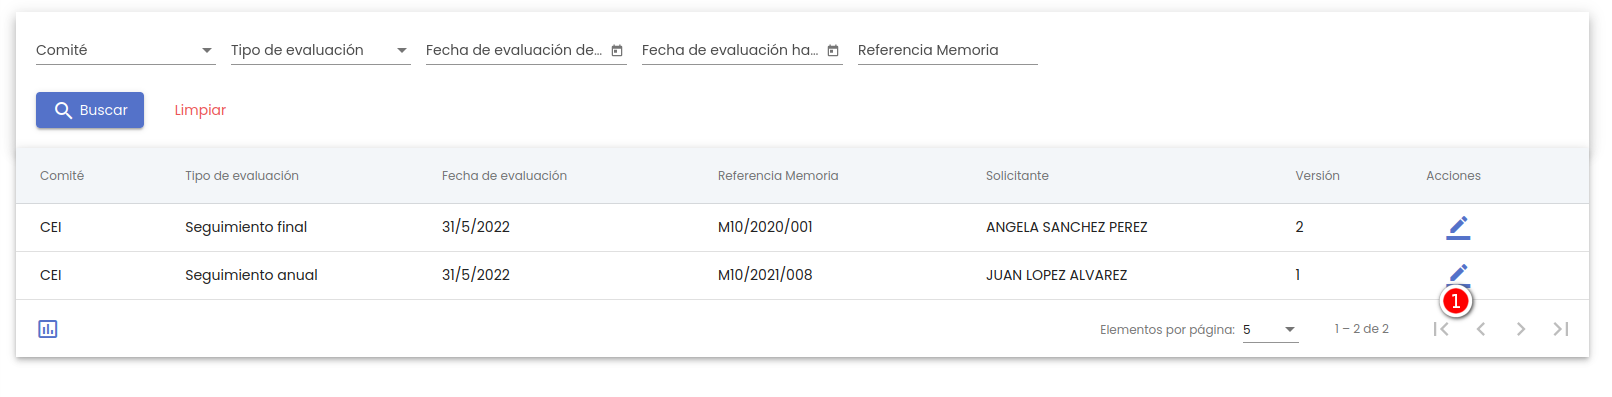 Comité Tipo de evaluación Fecha de evaluación de... Fecha de evaluación ha... Referencia Memoria
Buscar Limpiar
Comité Tipo de evaluación Fecha de evaluación Referencia Memoria Solicitante Versión Acciones
CEI Seguimiento final 31/5/2022 M10/2020/001 ANGELA SANCHEZ PEREZ 2
CEI Seguimiento anual 31/5/2022 M10/2021/008 JUAN LOPEZ ALVAREZ 1
1
Elementos por página: 5 1 – 2 de 2